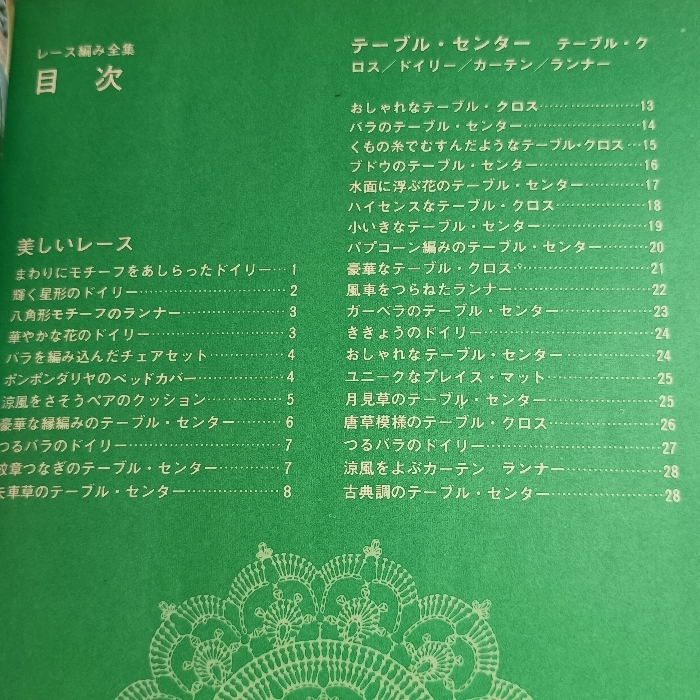 レース編み全集
目次
美しいレース
まわりにモチーフをあしらったドイリー…1
輝く星形のドイリー……………2
八角形モチーフのランナー…………3
華やかな花のドイリー……………3
バラを編み込んだチェアセット………4
ポンポンダリヤのベッドカバー………4
涼風をさそうペアのクッション………5
豪華な縁編みのテーブル・センター……6
つるバラのドイリー………………7
紋章つなぎのテーブル・センター………7
矢車草のテーブル・センター…………8
テーブル・センター　テーブル・ク
ロス／ドイリー／カーテン／ランナー
おしゃれなテーブル・クロス…………13
バラのテーブル・センター……………14
くもの糸でむすんだようなテーブル・クロス…15
ブドウのテーブル・センター…………16
水面に浮ぶ花のテーブル・センター……17
ハイセンスなテーブル・クロス………18
小いきなテーブル・センター…………19
パプコーン編みのテーブル・センター……20
豪華なテーブル・クロス……………21
風車をつらねたランナー……………22
ガーベラのテーブル・センター………23
ききょうのドイリー………………24
おしゃれなテーブル・センター………24
ユニークなプレイス・マット…………25
月見草のテーブル・センター…………25
唐草模様のテーブル・クロス…………26
つるバラのドイリー………………27
涼風をよぶカーテン　ランナー………28
古典調のテーブル・センター…………28